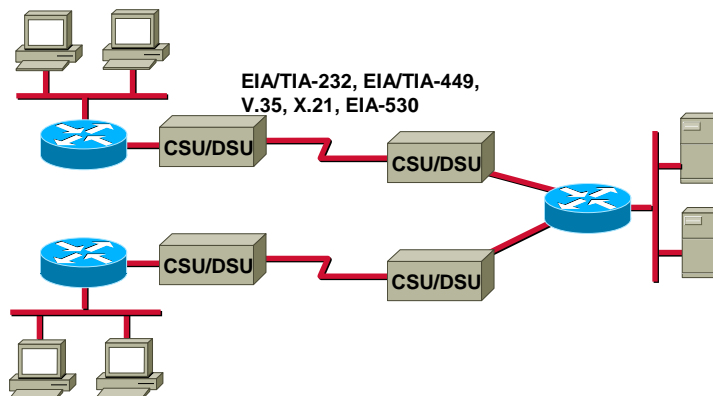 EIA/TIA-232, EIA/TIA-449,
V.35, X.21, EIA-530
CSU/DSU
CSU/DSU
CSU/DSU
CSU/DSU